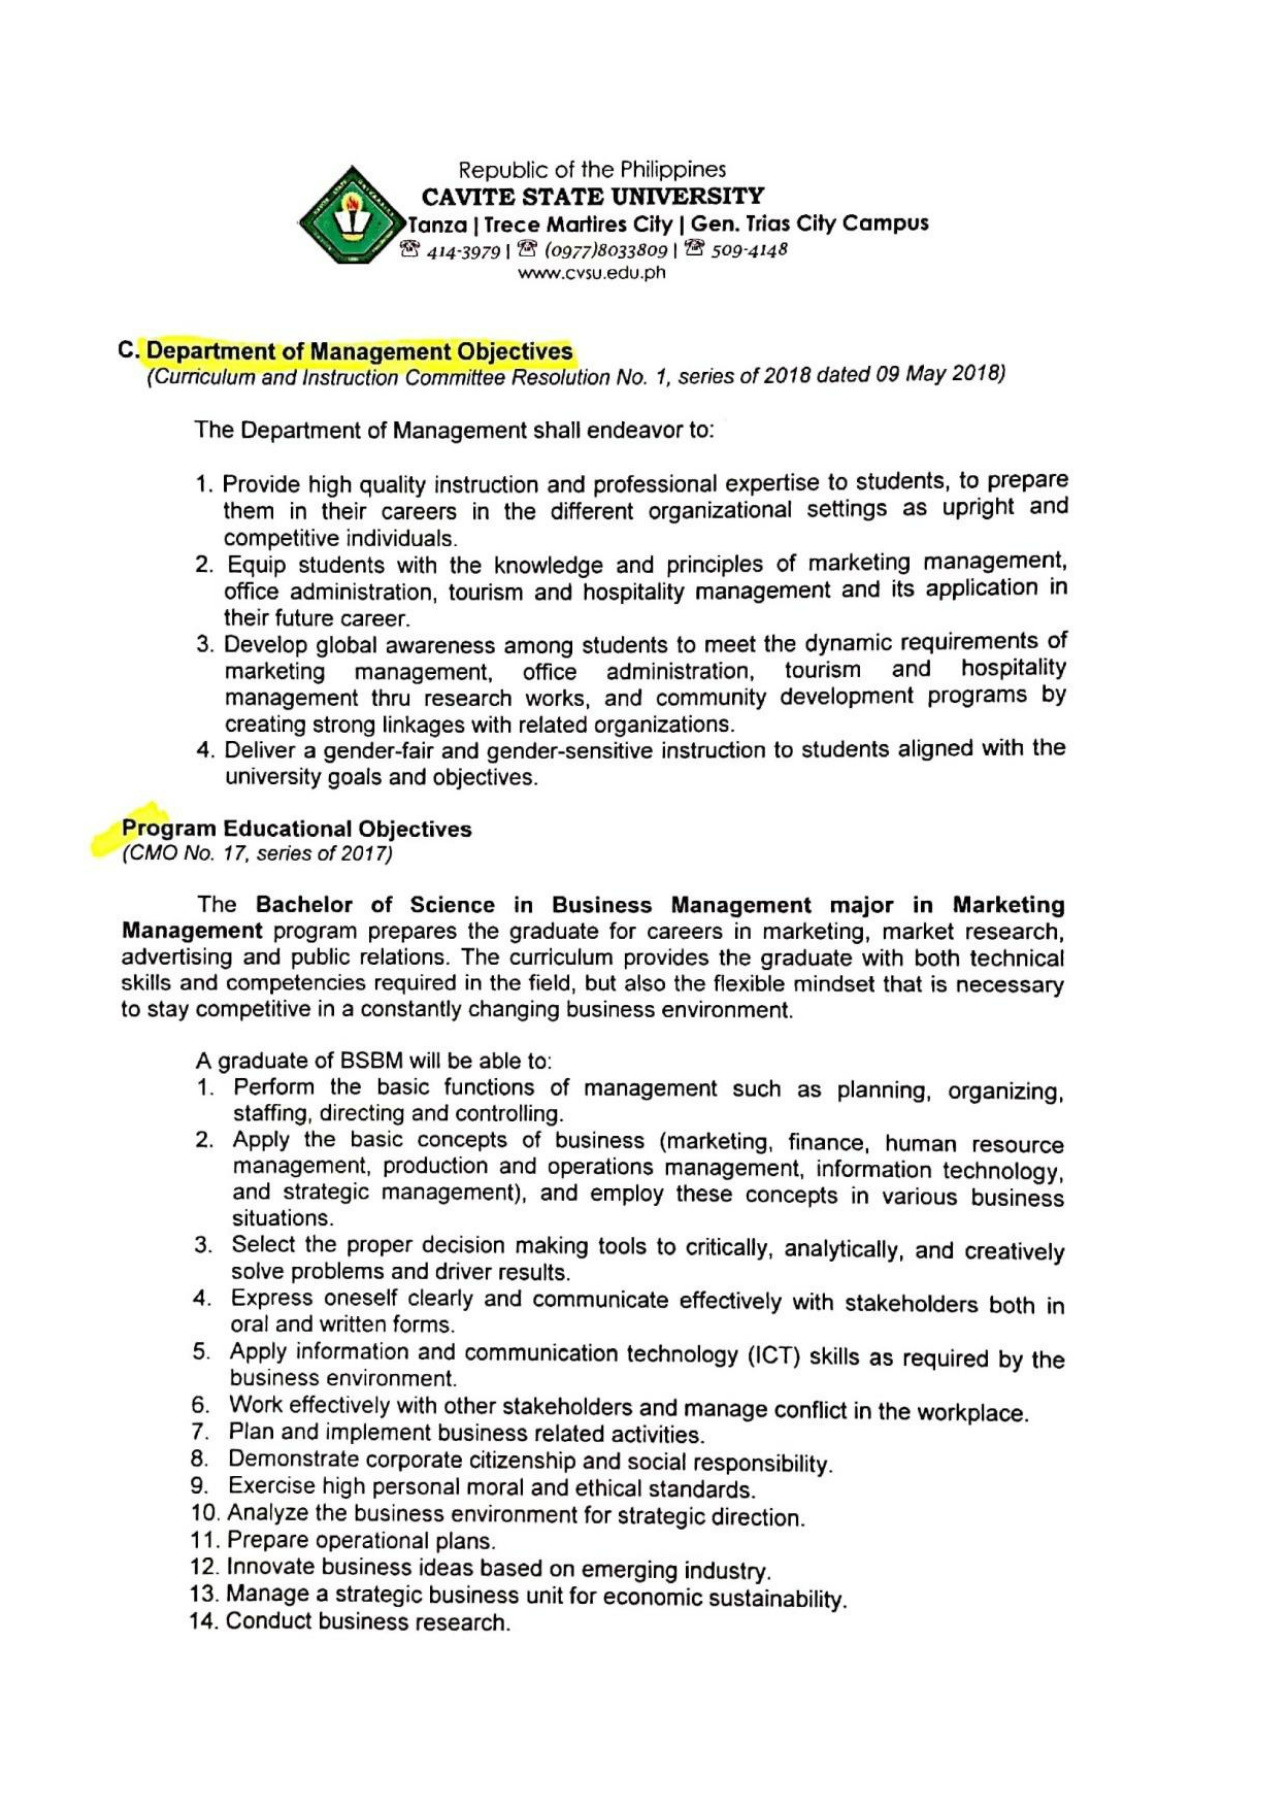 Republic of the Philippines
CAVITE STATE UNIVERSITY
Tanza | Trece Martires City | Gen. Trias City Campus
☏ 414-3979 | ☏ (0977)8033809 | ☏ 509-4148
www.cvsu.edu.ph
C. Department of Management Objectives
(Curriculum and Instruction Committee Resolution No. 1, series of 2018 dated 09 May 2018)
The Department of Management shall endeavor to:
1. Provide high quality instruction and professional expertise to students, to prepare
them in their careers in the different organizational settings as upright and
competitive individuals.
2. Equip students with the knowledge and principles of marketing management,
office administration, tourism and hospitality management and its application in
their future career.
3. Develop global awareness among students to meet the dynamic requirements of
marketing management, office administration, tourism and hospitality
management thru research works, and community development programs by
creating strong linkages with related organizations.
4. Deliver a gender-fair and gender-sensitive instruction to students aligned with the
university goals and objectives.
Program Educational Objectives
(CMO No. 17, series of 2017)
The Bachelor of Science in Business Management major in Marketing
Management program prepares the graduate for careers in marketing, market research,
advertising and public relations. The curriculum provides the graduate with both technical
skills and competencies required in the field, but also the flexible mindset that is necessary
to stay competitive in a constantly changing business environment.
A graduate of BSBM will be able to:
1. Perform the basic functions of management such as planning, organizing,
staffing, directing and controlling.
2. Apply the basic concepts of business (marketing, finance, human resource
management, production and operations management, information technology,
and strategic management), and employ these concepts in various business
situations.
3. Select the proper decision making tools to critically, analytically, and creatively
solve problems and driver results.
4. Express oneself clearly and communicate effectively with stakeholders both in
oral and written forms.
5. Apply information and communication technology (ICT) skills as required by the
business environment.
6. Work effectively with other stakeholders and manage conflict in the workplace.
7. Plan and implement business related activities.
8. Demonstrate corporate citizenship and social responsibility.
9. Exercise high personal moral and ethical standards.
10. Analyze the business environment for strategic direction.
11. Prepare operational plans.
12. Innovate business ideas based on emerging industry.
13. Manage a strategic business unit for economic sustainability.
14. Conduct business research.